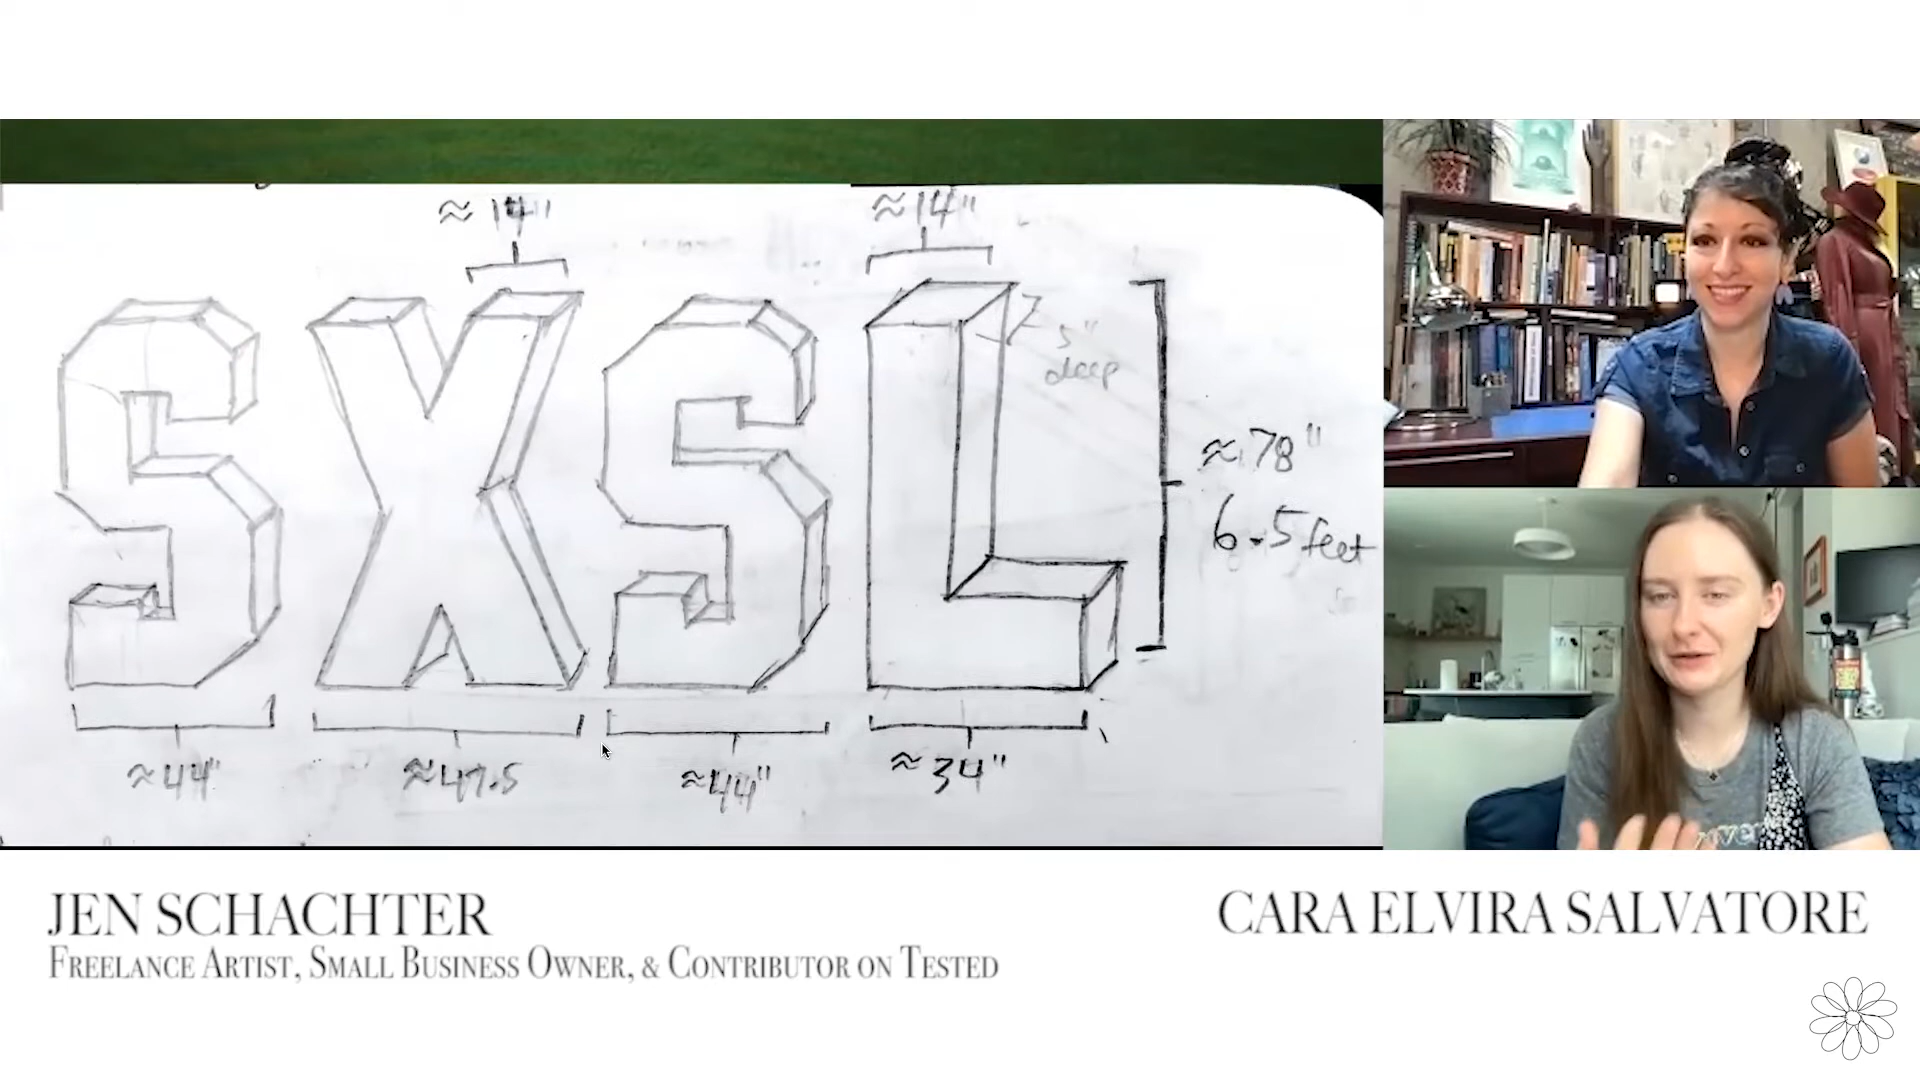 ≈ 14"
≈ 14"
SXSL
5"
deep
≈ 78"
6.5 feet
≈ 44"
≈ 47.5
≈ 44"
≈ 34"
JEN SCHACHTER
FREELANCE ARTIST, SMALL BUSINESS OWNER, & CONTRIBUTOR ON TESTED
CARA ELVIRA SALVATORE